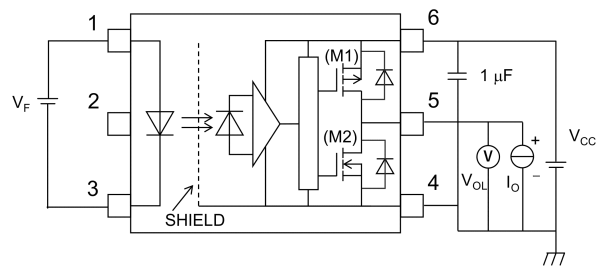 1
6
(M1)
1 μF
V_F
2
5
+
V_CC
(M2)
V
V_OL
I_O
−
3
4
SHIELD